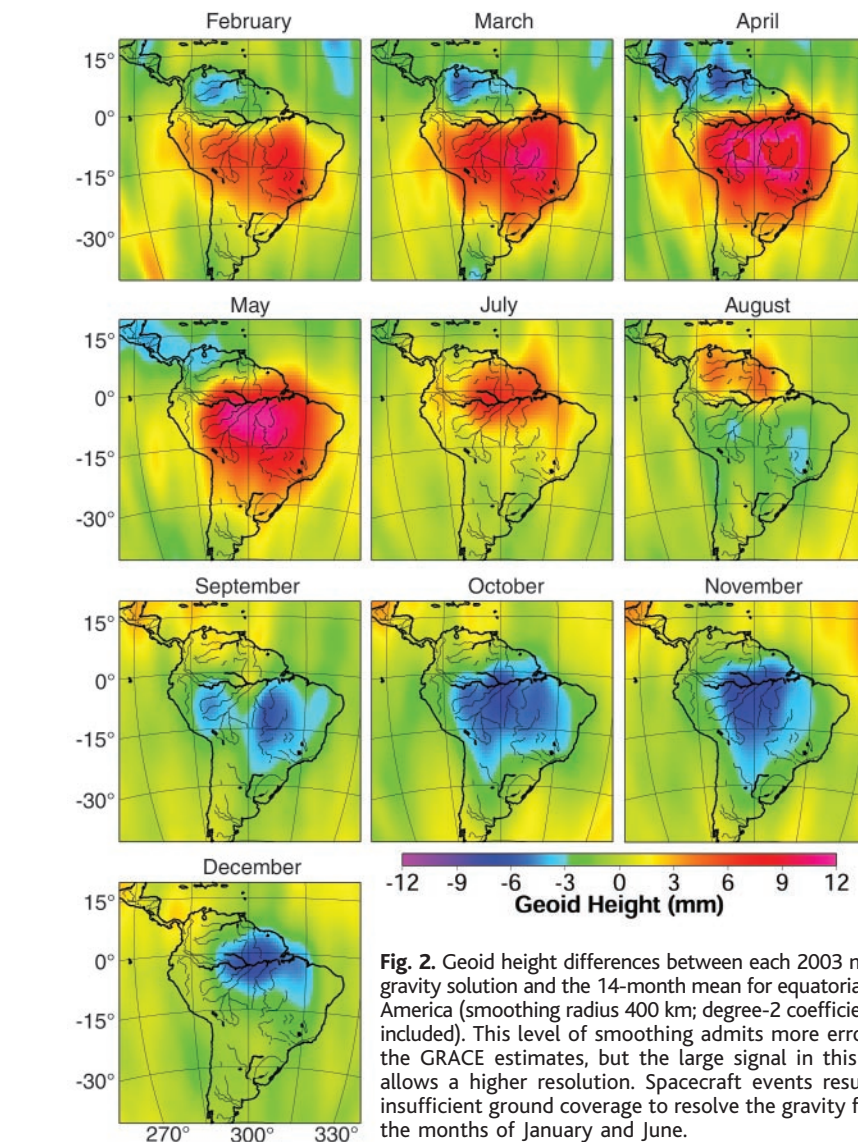 February March April
15°
0°
-15°
-30°
May July August
15°
0°
-15°
-30°
September October November
15°
0°
-15°
-30°
December
15°
0°
-15°
-30°
270° 300° 330°
-12 -9 -6 -3 0 3 6 9 12
Geoid Height (mm)
Fig. 2. Geoid height differences between each 2003
gravity solution and the 14-month mean for equatoria
America (smoothing radius 400 km; degree-2 coefficie
included). This level of smoothing admits more erro
the GRACE estimates, but the large signal in this
allows a higher resolution. Spacecraft events resu
insufficient ground coverage to resolve the gravity f
the months of January and June.